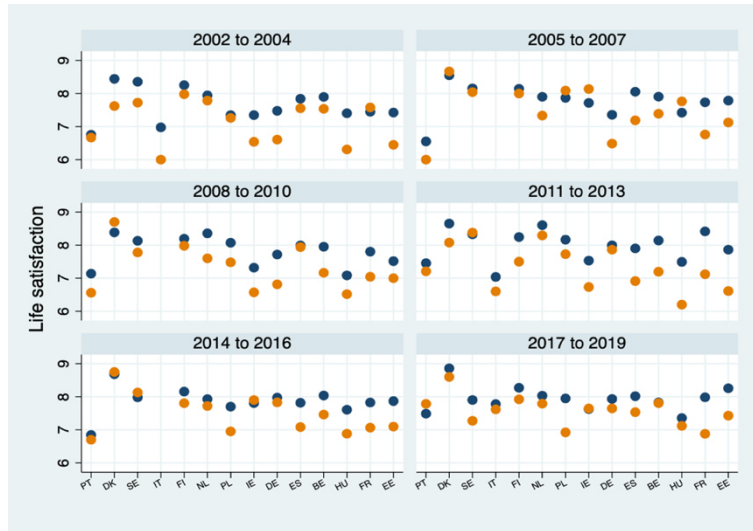 2002 to 2004
2005 to 2007
9
8
7
6
2008 to 2010
2011 to 2013
9
8
7
6
Life satisfaction
2014 to 2016
2017 to 2019
9
8
7
6
PT DK SE IT FI NL PL IE DE ES BE HU FR EE
PT DK SE IT FI NL PL IE DE ES BE HU FR EE